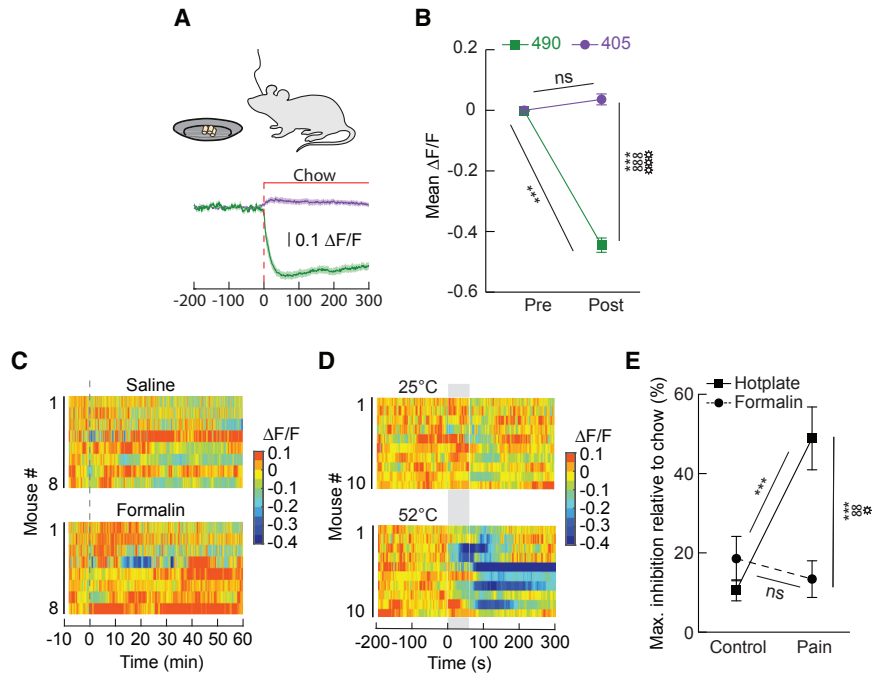 A
Chow
0.1 ΔF/F
-200 -100 0 100 200 300
B
490 405
0.2
0
-0.2
-0.4
-0.6
Mean ΔF/F
ns
***
***
¤¤¤
Pre Post
C
Saline
1
8
Formalin
1
8
Mouse #
-10 0 10 20 30 40 50 60
Time (min)
ΔF/F
0.1
0
-0.1
-0.2
-0.3
-0.4
D
25°C
1
10
52°C
1
10
-200 -100 0 100 200 300
Time (s)
ΔF/F
0.1
0
-0.1
-0.2
-0.3
-0.4
E
Hotplate
Formalin
60
40
20
0
Max. inhibition relative to chow (%)
***
ns
***
Control Pain